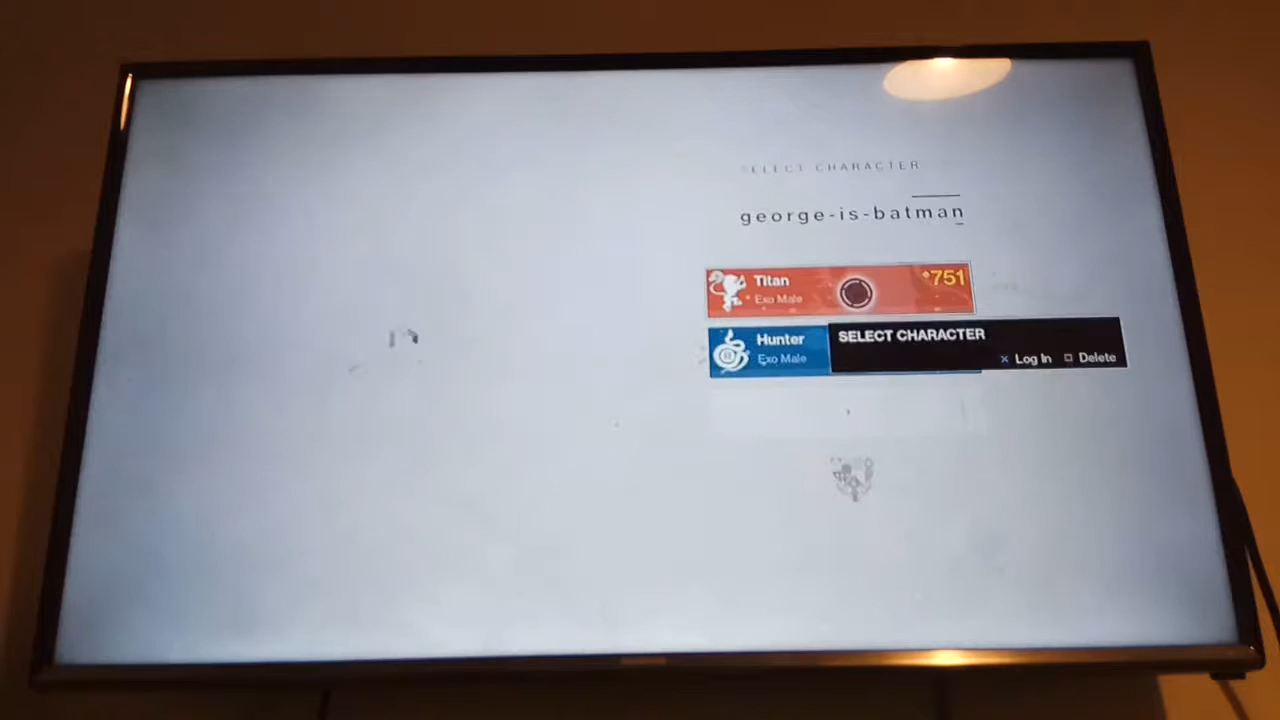 SELECT CHARACTER
george-is-batman
Titan
Exo Male
751
Hunter
Exo Male
SELECT CHARACTER
Log In
Delete